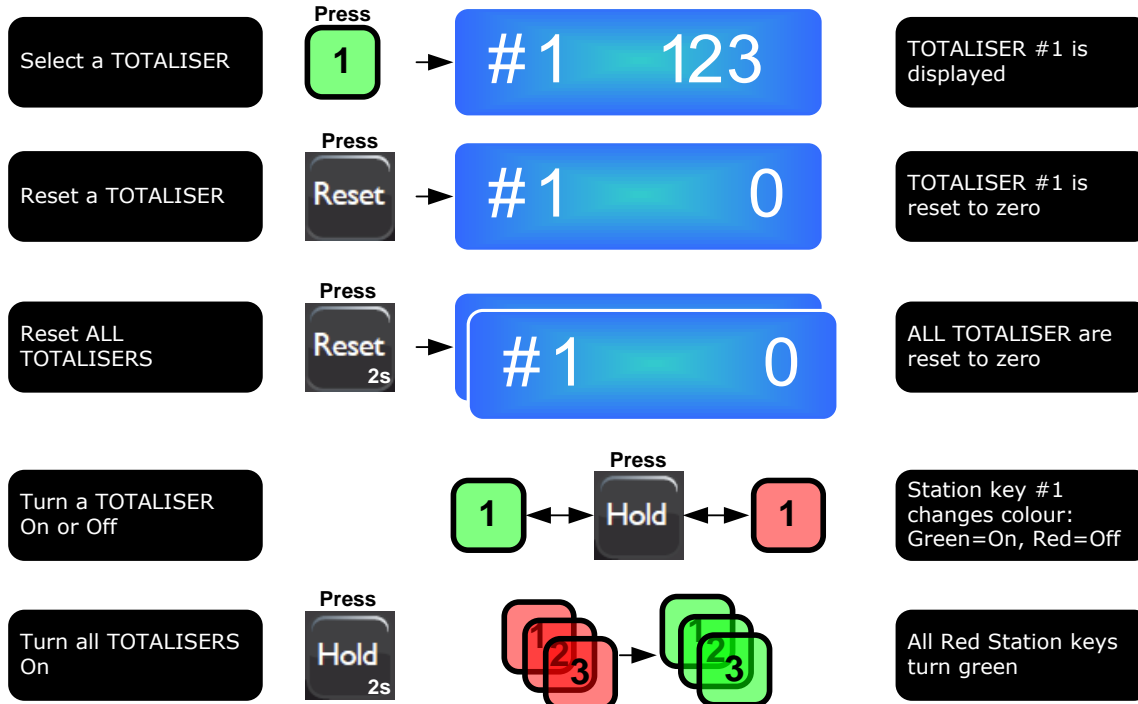 Select a TOTALISER
Press
1
#1 123
TOTALISER #1 is
displayed
Reset a TOTALISER
Press
Reset
#1 0
TOTALISER #1 is
reset to zero
Reset ALL
TOTALISERS
Press
Reset
2s
#1 0
ALL TOTALISER are
reset to zero
Turn a TOTALISER
On or Off
1
Press
Hold
1
Station key #1
changes colour:
Green=On, Red=Off
Turn all TOTALISERS
On
Press
Hold
2s
1
2
3
1
2
3
All Red Station keys
turn green